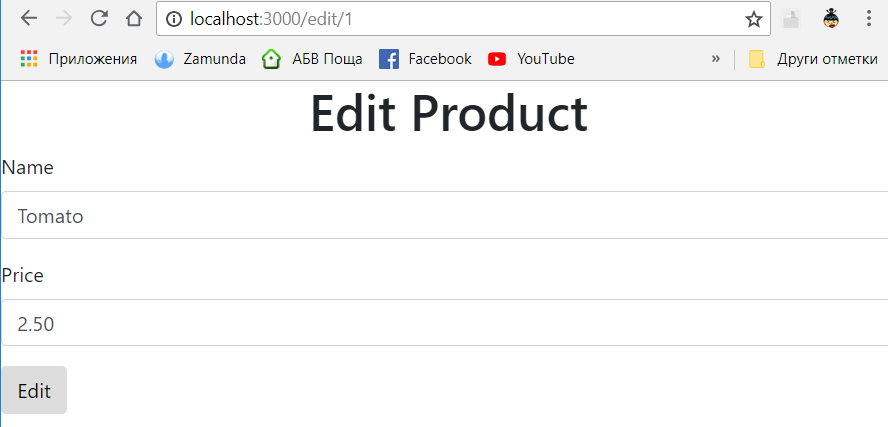 localhost:3000/edit/1
Приложения Zamunda АБВ Поща Facebook YouTube » Други отметки
Edit Product
Name
Tomato
Price
2.50
Edit